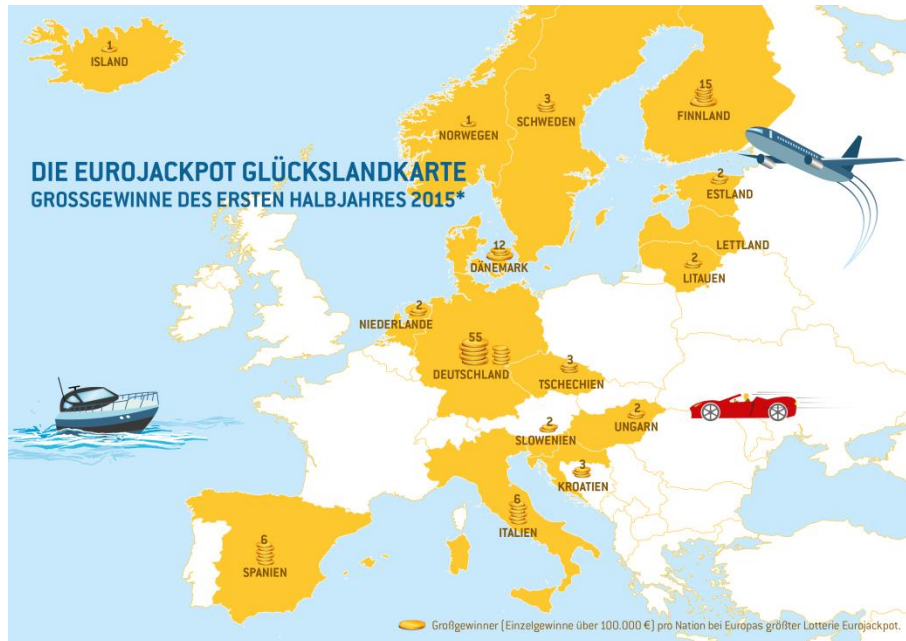 1
ISLAND
15
FINNLAND
3
SCHWEDEN
1
NORWEGEN
DIE EUROJACKPOT GLÜCKSLANDKARTE
GROSSGEWINNE DES ERSTEN HALBJAHRES 2015*
2
ESTLAND
LETTLAND
12
DÄNEMARK
2
LITAUEN
2
NIEDERLANDE
55
DEUTSCHLAND
3
TSCHECHIEN
2
UNGARN
2
SLOWENIEN
3
KROATIEN
6
ITALIEN
6
SPANIEN
Großgewinner (Einzelgewinne über 100.000 €) pro Nation bei Europas größter Lotterie Eurojackpot.